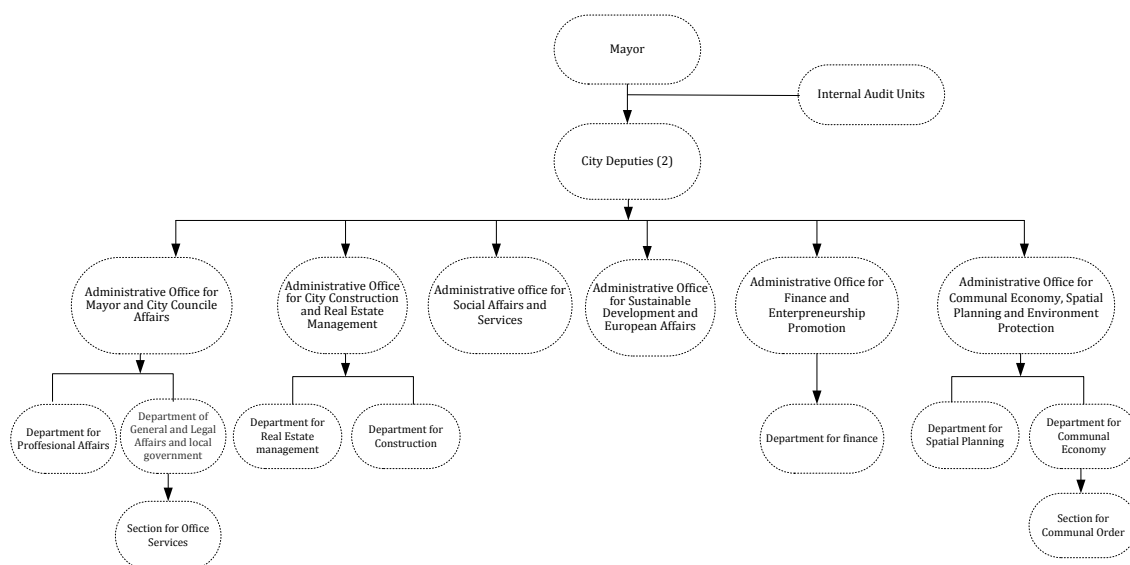 Mayor
Internal Audit Units
City Deputies (2)
Administrative Office for
Mayor and City Councile
Affairs
Administrative Office
for City Construction
and Real Estate
Management
Administrative office for
Social Affairs and
Services
Administrative Office
for Sustainable
Development and
European Affairs
Administrative Office for
Finance and
Enterpreneurship
Promotion
Administrative Office for
Communal Economy, Spatial
Planning and Environment
Protection
Department for
Proffesional Affairs
Department of
General and Legal
Affairs and local
government
Department for
Real Estate
management
Department for
Construction
Department for finance
Department for
Spatial Planning
Department for
Communal
Economy
Section for Office
Services
Section for
Communal Order